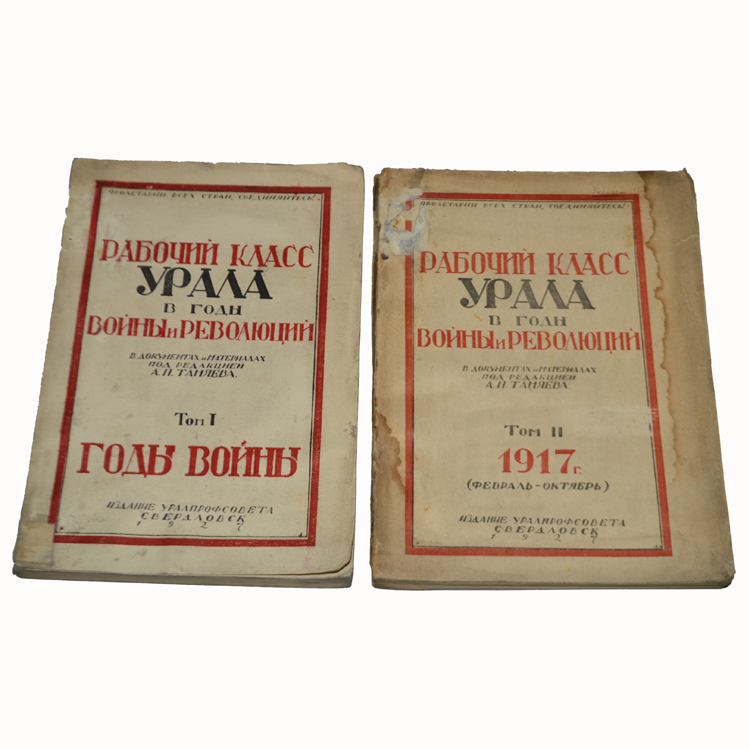 ПРОЛЕТАРИИ ВСЕХ СТРАН, СОЕДИНЯЙТЕСЬ!
РАБОЧИЙ КЛАСС
УРАЛА
В ГОДЫ
ВОЙНЫ и РЕВОЛЮЦИЙ
В ДОКУМЕНТАХ и МАТЕРИАЛАХ
ПОД РЕДАКЦИЕЙ
А.П. ТАНЯЕВА.
Том I
ГОДЫ ВОЙНЫ
ИЗДАНИЕ УРАЛПРОФСОВЕТА
СВЕРДЛОВСК
1927
ПРОЛЕТАРИИ ВСЕХ СТРАН, СОЕДИНЯЙТЕСЬ!
РАБОЧИЙ КЛАСС
УРАЛА
В ГОДЫ
ВОЙНЫ и РЕВОЛЮЦИЙ
В ДОКУМЕНТАХ и МАТЕРИАЛАХ
ПОД РЕДАКЦИЕЙ
А.П. ТАНЯЕВА.
Том II
1917 г.
(ФЕВРАЛЬ-ОКТЯБРЬ)
ИЗДАНИЕ УРАЛПРОФСОВЕТА
СВЕРДЛОВСК
1927